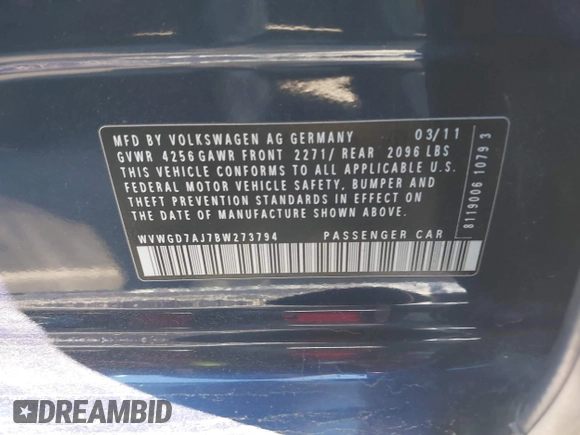 MFD BY VOLKSWAGEN AG GERMANY 03/11
GVWR 4256 GAWR FRONT 2271/ REAR 2096 LBS
THIS VEHICLE CONFORMS TO ALL APPLICABLE U.S.
FEDERAL MOTOR VEHICLE SAFETY, BUMPER AND
THEFT PREVENTION STANDARDS IN EFFECT ON
THE DATE OF MANUFACTURE SHOWN ABOVE.
WVWGD7AJ7BW273794 PASSENGER CAR
8119006 1079 3
DREAMBID